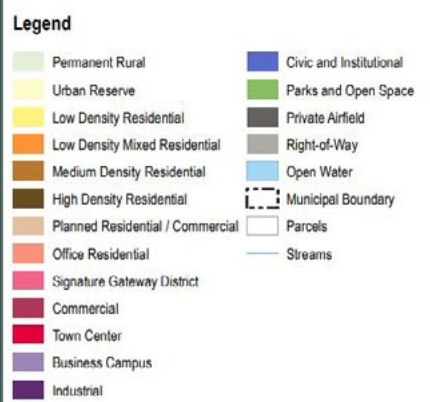 Legend
Permanent Rural
Urban Reserve
Low Density Residential
Low Density Mixed Residential
Medium Density Residential
High Density Residential
Planned Residential / Commercial
Office Residential
Signature Gateway District
Commercial
Town Center
Business Campus
Industrial
Civic and Institutional
Parks and Open Space
Private Airfield
Right-of-Way
Open Water
Municipal Boundary
Parcels
Streams